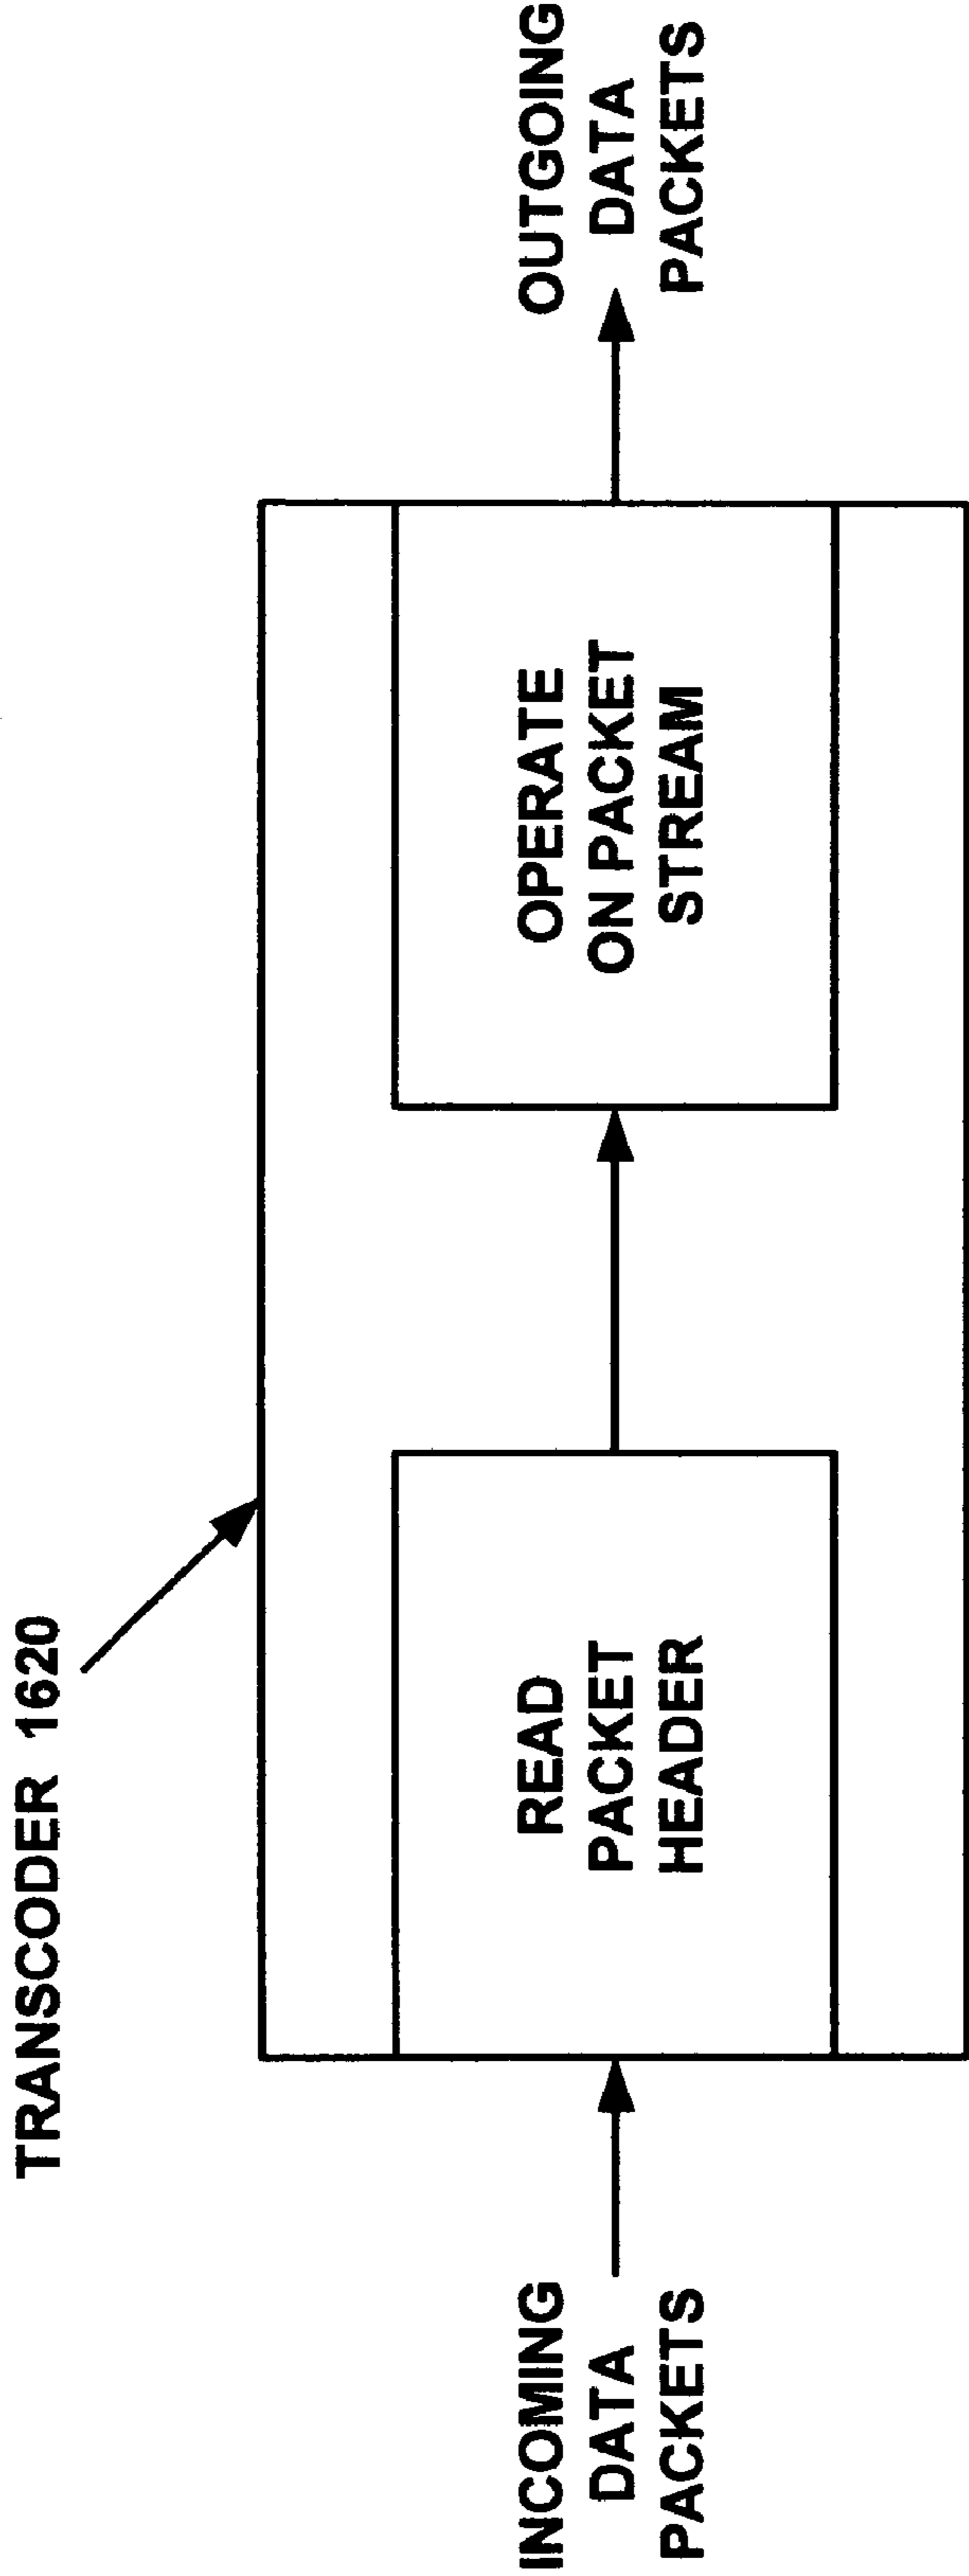 TRANSCODER 1620
INCOMING
DATA
PACKETS
READ
PACKET
HEADER
OPERATE
ON PACKET
STREAM
OUTGOING
DATA
PACKETS